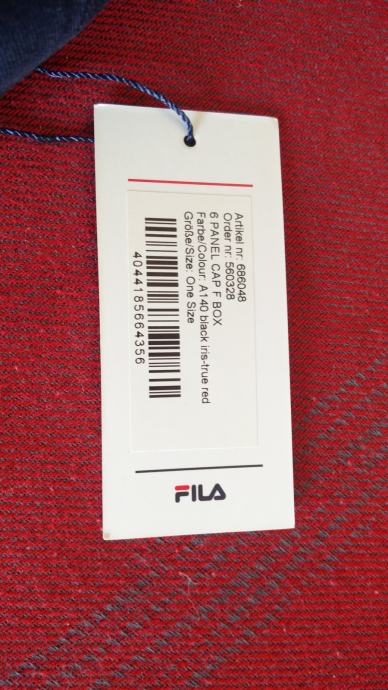 Artikel nr: 686048
Order nr: 560328
6 PANEL CAP F BOX
Farbe/Colour: A140 black iris-true red
Größe/Size: One Size
4044185664356
FILA